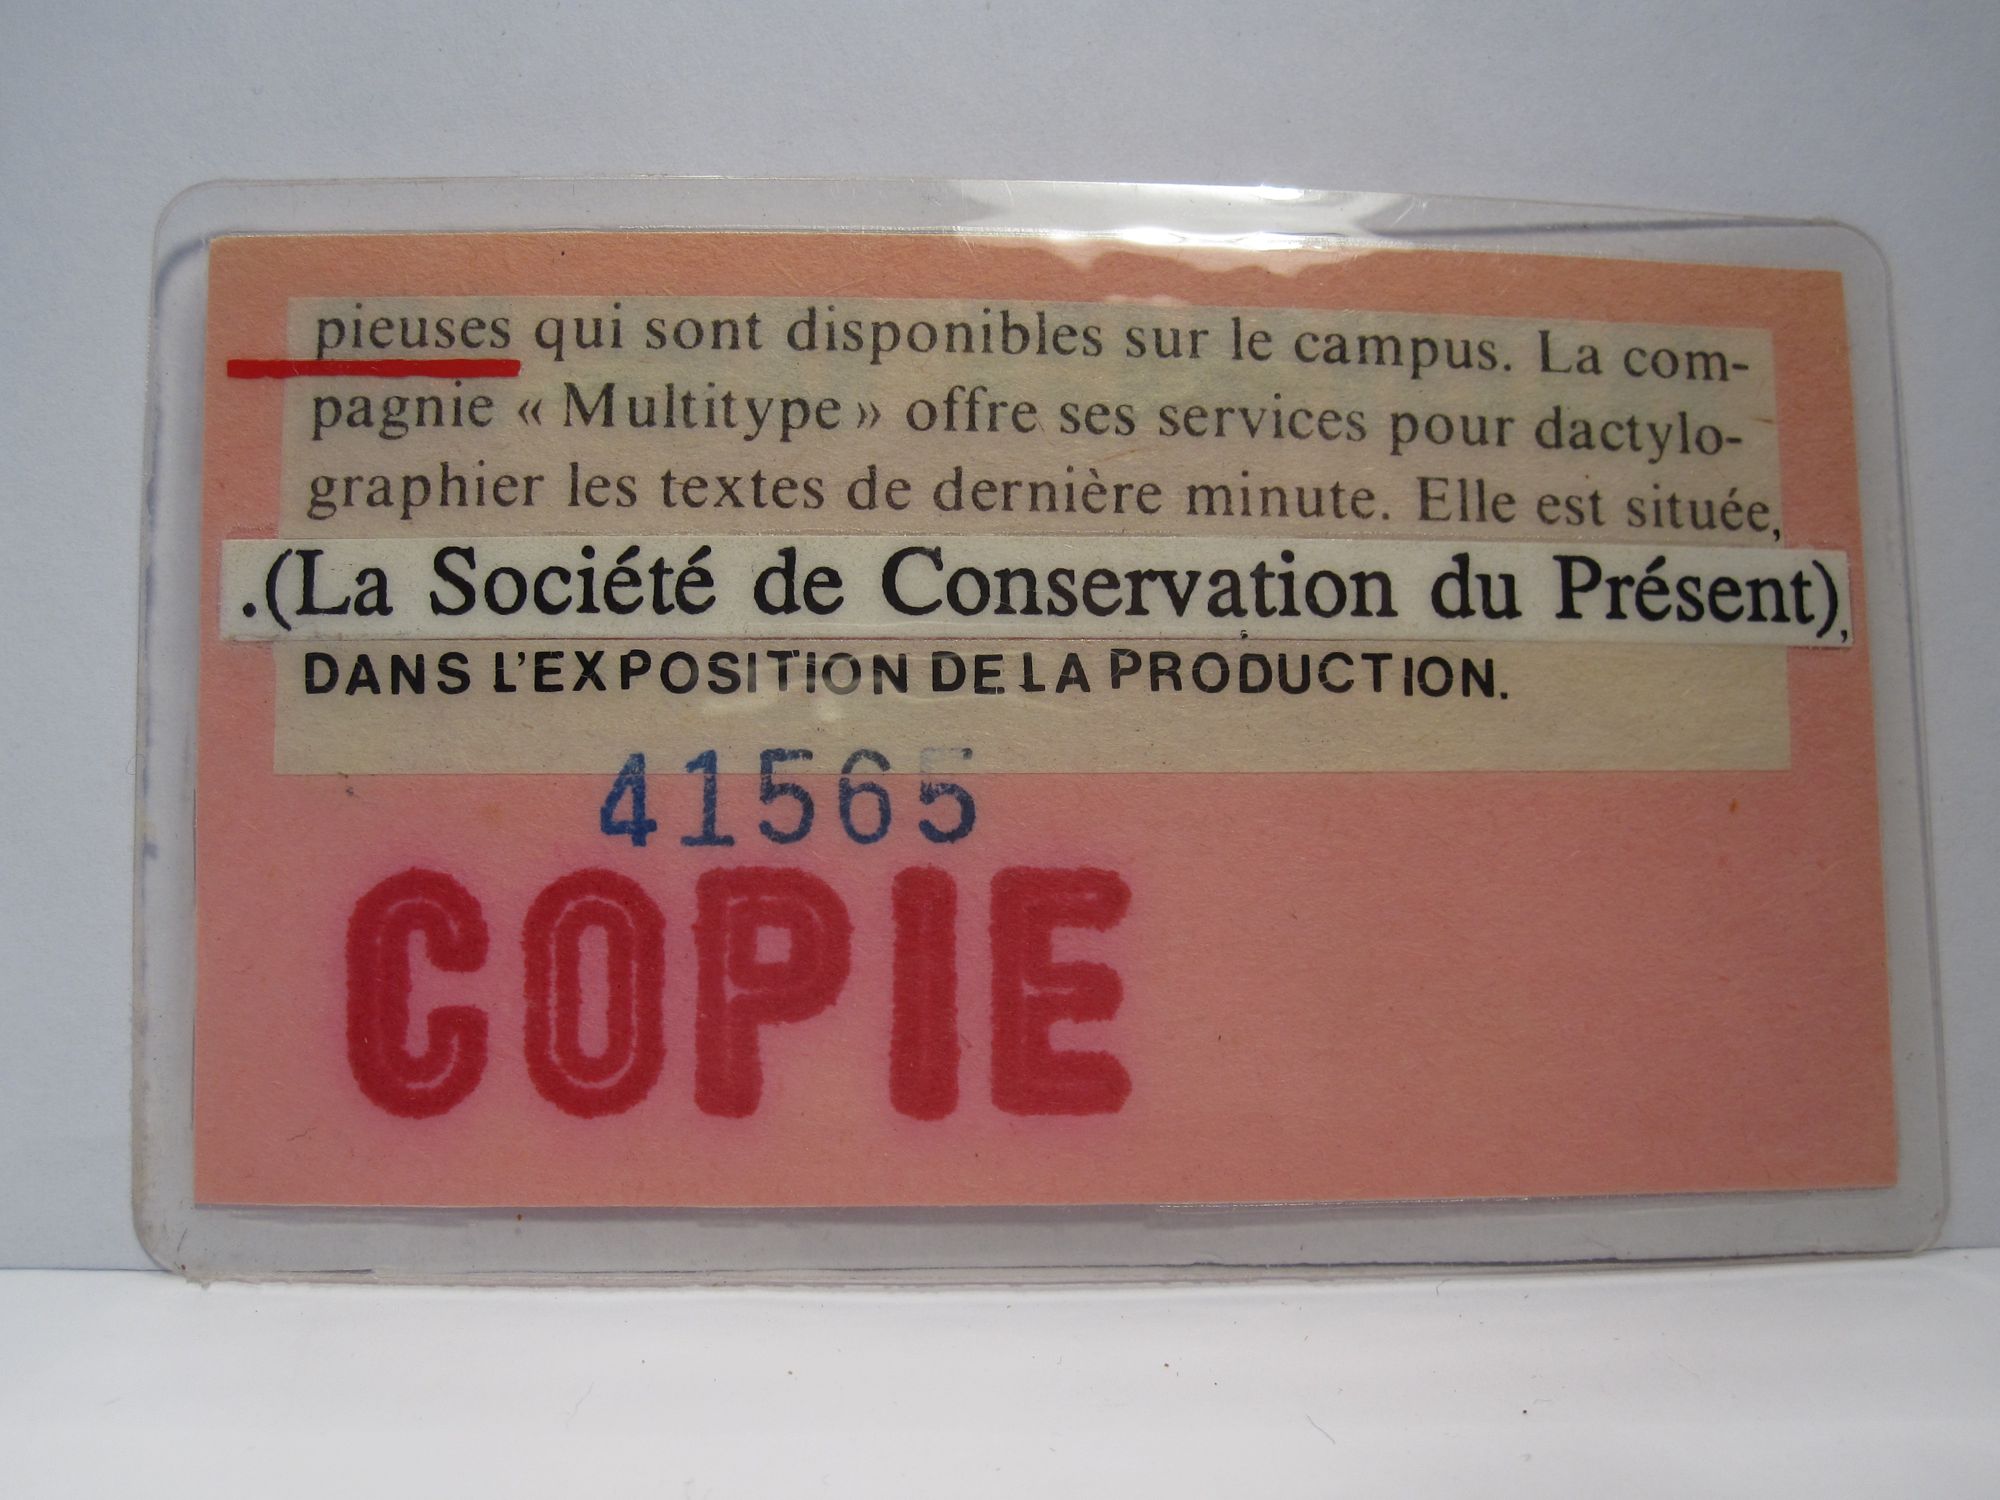 pieuses qui sont disponibles sur le campus. La com-
pagnie « Multitype » offre ses services pour dactylo-
graphier les textes de dernière minute. Elle est située,
.(La Société de Conservation du Présent),
DANS L'EXPOSITION DE LA PRODUCTION.
41565
COPIE